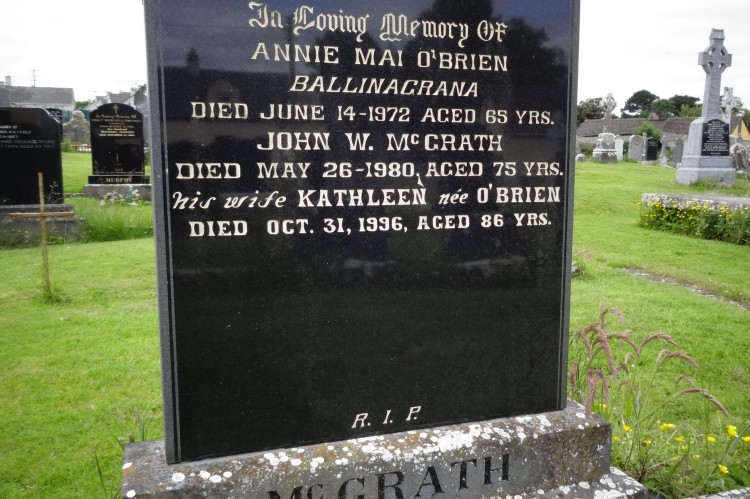 In Loving Memory Of
ANNIE MAI O'BRIEN
BALLINAGRANA
DIED JUNE 14-1972 AGED 65 YRS.
JOHN W. McGRATH
DIED MAY 26-1980, AGED 75 YRS.
his wife KATHLEEN née O'BRIEN
DIED OCT. 31, 1996, AGED 86 YRS.
R. I. P.
McGRATH
MURPHY